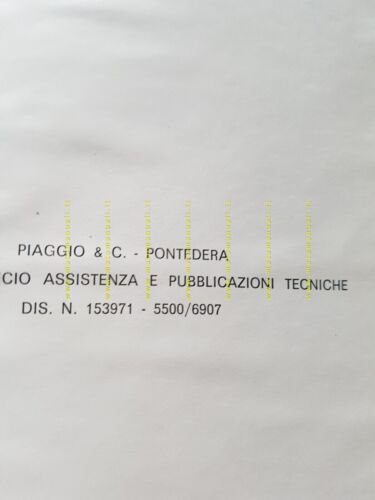 PIAGGIO & C. - PONTEDERA
CIO ASSISTENZA E PUBBLICAZIONI TECNICHE
DIS. N. 153971 - 5500/6907